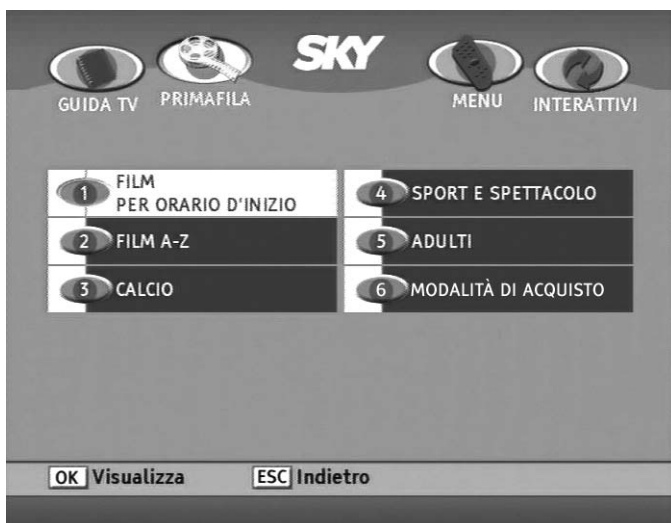 SKY
GUIDA TV
PRIMAFILA
MENU
INTERATTIVI
1 FILM
PER ORARIO D'INIZIO
2 FILM A-Z
3 CALCIO
4 SPORT E SPETTACOLO
5 ADULTI
6 MODALITÀ DI ACQUISTO
OK Visualizza ESC Indietro